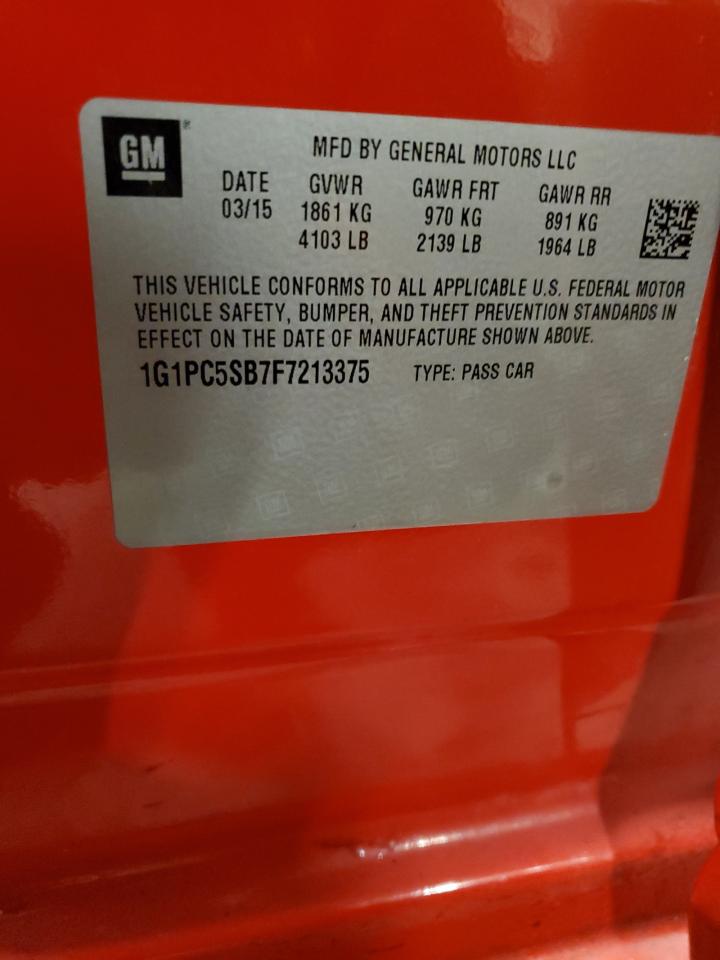 GM
MFD BY GENERAL MOTORS LLC
DATE GVWR GAWR FRT GAWR RR
03/15 1861 KG 970 KG 891 KG
4103 LB 2139 LB 1964 LB
THIS VEHICLE CONFORMS TO ALL APPLICABLE U.S. FEDERAL MOTOR
VEHICLE SAFETY, BUMPER, AND THEFT PREVENTION STANDARDS IN
EFFECT ON THE DATE OF MANUFACTURE SHOWN ABOVE.
1G1PC5SB7F7213375 TYPE: PASS CAR